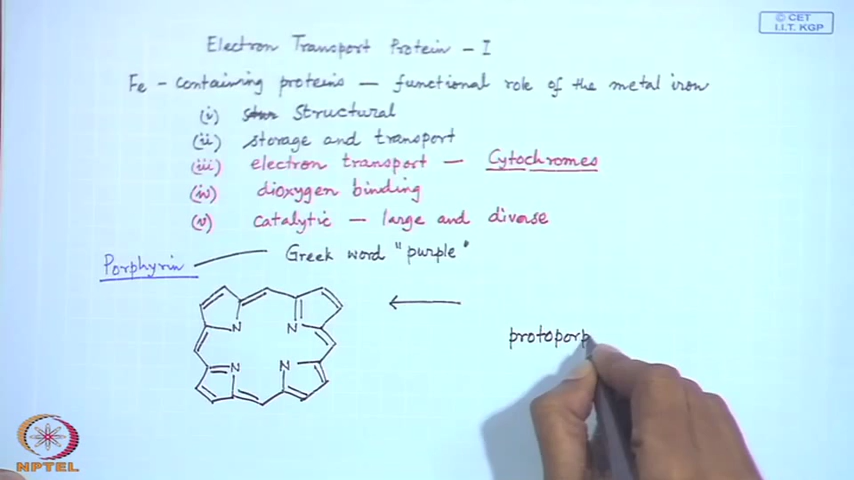 © CET
I.I.T. KGP
Electron Transport Protein - I
Fe - containing proteins — functional role of the metal iron
(i) Structural
(ii) storage and transport
(iii) electron transport — Cytochromes
(iv) dioxygen binding
(v) catalytic — large and diverse
Porphyrin Greek word "purple"
N N
N N
protoporp
NPTEL